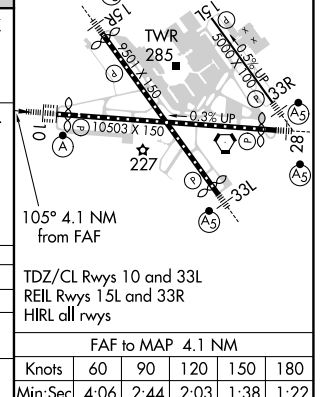 15R
15L
TWR
285
9501 X 150
5000 X 100
0.5% UP
P
P
P
33R
A5
10
10503 X 150
0.3% UP
P
28
A
227
P
33L
A5
A5
105° 4.1 NM
from FAF
TDZ/CL Rwys 10 and 33L
REIL Rwys 15L and 33R
HIRL all rwys
FAF to MAP 4.1 NM
Knots 60 90 120 150 180
Min:Sec 4:06 2:44 2:03 1:38 1:22